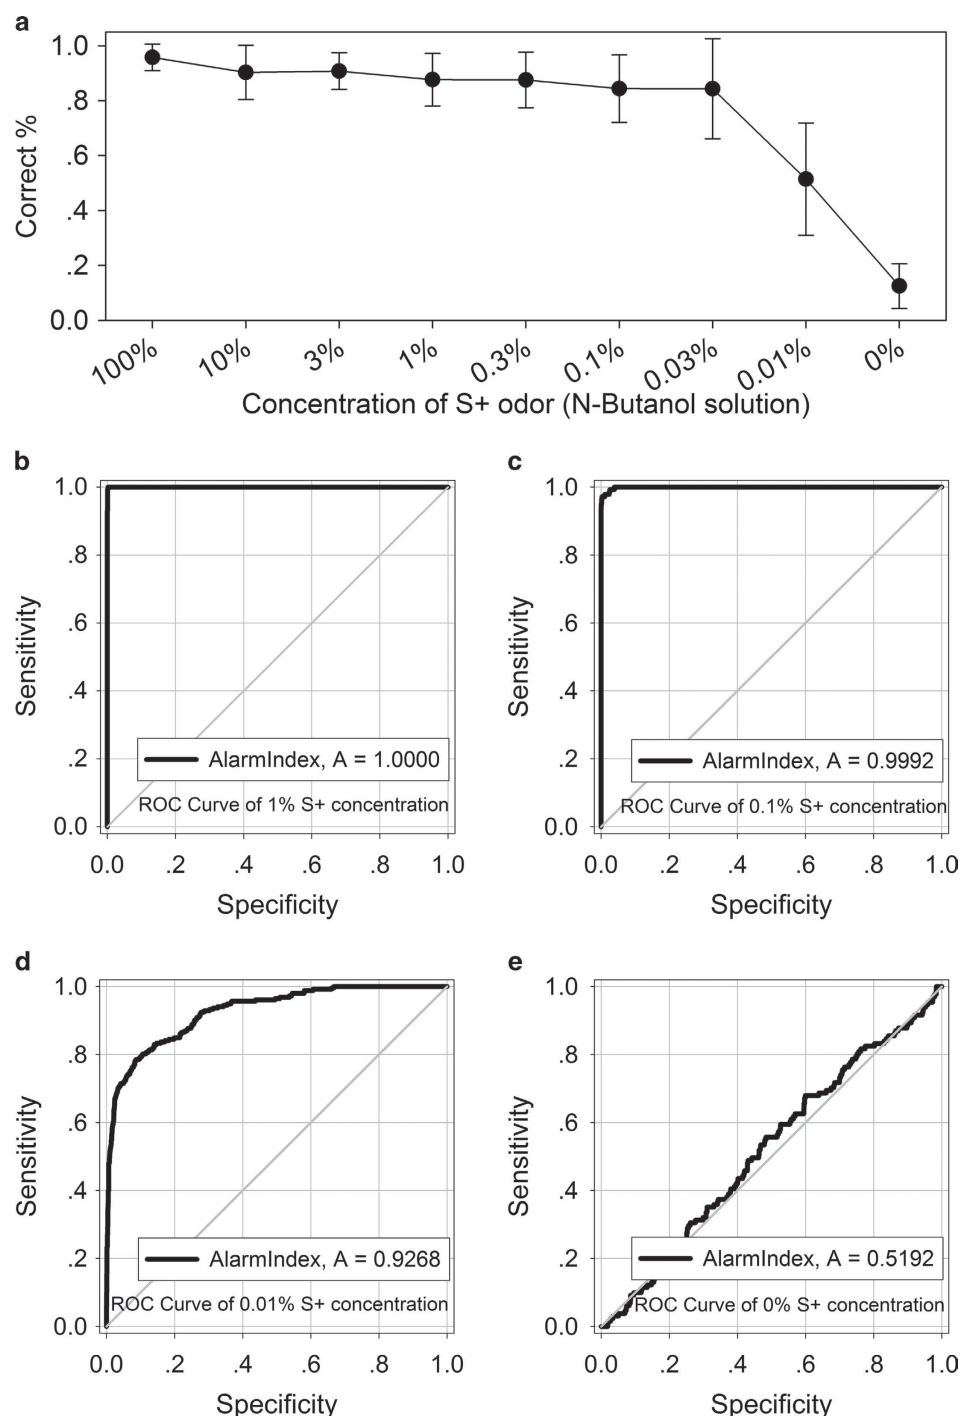 a
1.0
.8
.6
.4
.2
0.0
Correct %
100% 10% 3% 1% 0.3% 0.1% 0.03% 0.01% 0%
Concentration of S+ odor (N-Butanol solution)
b
1.0
.8
.6
.4
.2
0.0
Sensitivity
AlarmIndex, A = 1.0000
ROC Curve of 1% S+ concentration
0.0 .2 .4 .6 .8 1.0
Specificity
c
1.0
.8
.6
.4
.2
0.0
Sensitivity
AlarmIndex, A = 0.9992
ROC Curve of 0.1% S+ concentration
0.0 .2 .4 .6 .8 1.0
Specificity
d
1.0
.8
.6
.4
.2
0.0
Sensitivity
AlarmIndex, A = 0.9268
ROC Curve of 0.01% S+ concentration
0.0 .2 .4 .6 .8 1.0
Specificity
e
1.0
.8
.6
.4
.2
0.0
Sensitivity
AlarmIndex, A = 0.5192
ROC Curve of 0% S+ concentration
0.0 .2 .4 .6 .8 1.0
Specificity